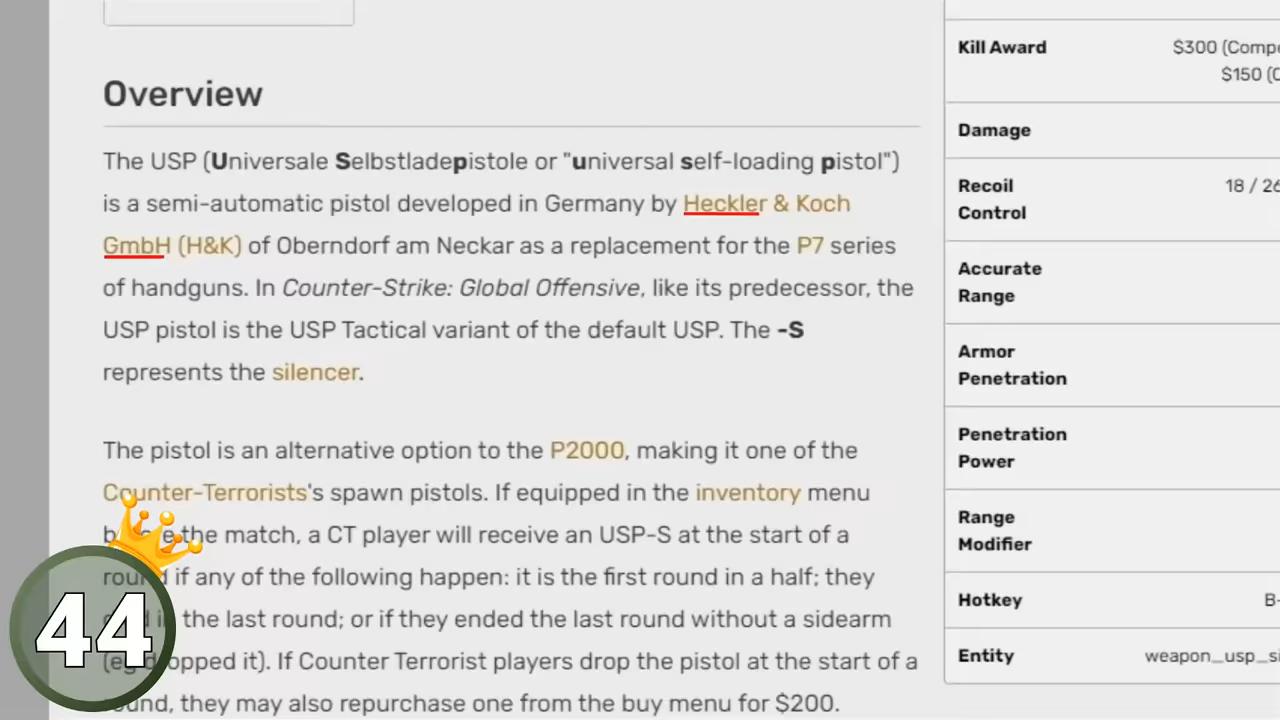 Overview
The USP (Universale Selbstladepistole or "universal self-loading pistol")
is a semi-automatic pistol developed in Germany by Heckler & Koch
GmbH (H&K) of Oberndorf am Neckar as a replacement for the P7 series
of handguns. In Counter-Strike: Global Offensive, like its predecessor, the
USP pistol is the USP Tactical variant of the default USP. The -S
represents the silencer.
The pistol is an alternative option to the P2000, making it one of the
Counter-Terrorists's spawn pistols. If equipped in the inventory menu
the match, a CT player will receive an USP-S at the start of a
round if any of the following happen: it is the first round in a half; they
the last round; or if they ended the last round without a sidearm
it). If Counter Terrorist players drop the pistol at the start of a
they may also repurchase one from the buy menu for $200.
Kill Award
$300
$150
Damage
Recoil
Control
18 / 26
Accurate
Range
Armor
Penetration
Penetration
Power
Range
Modifier
Hotkey
B-
Entity
44